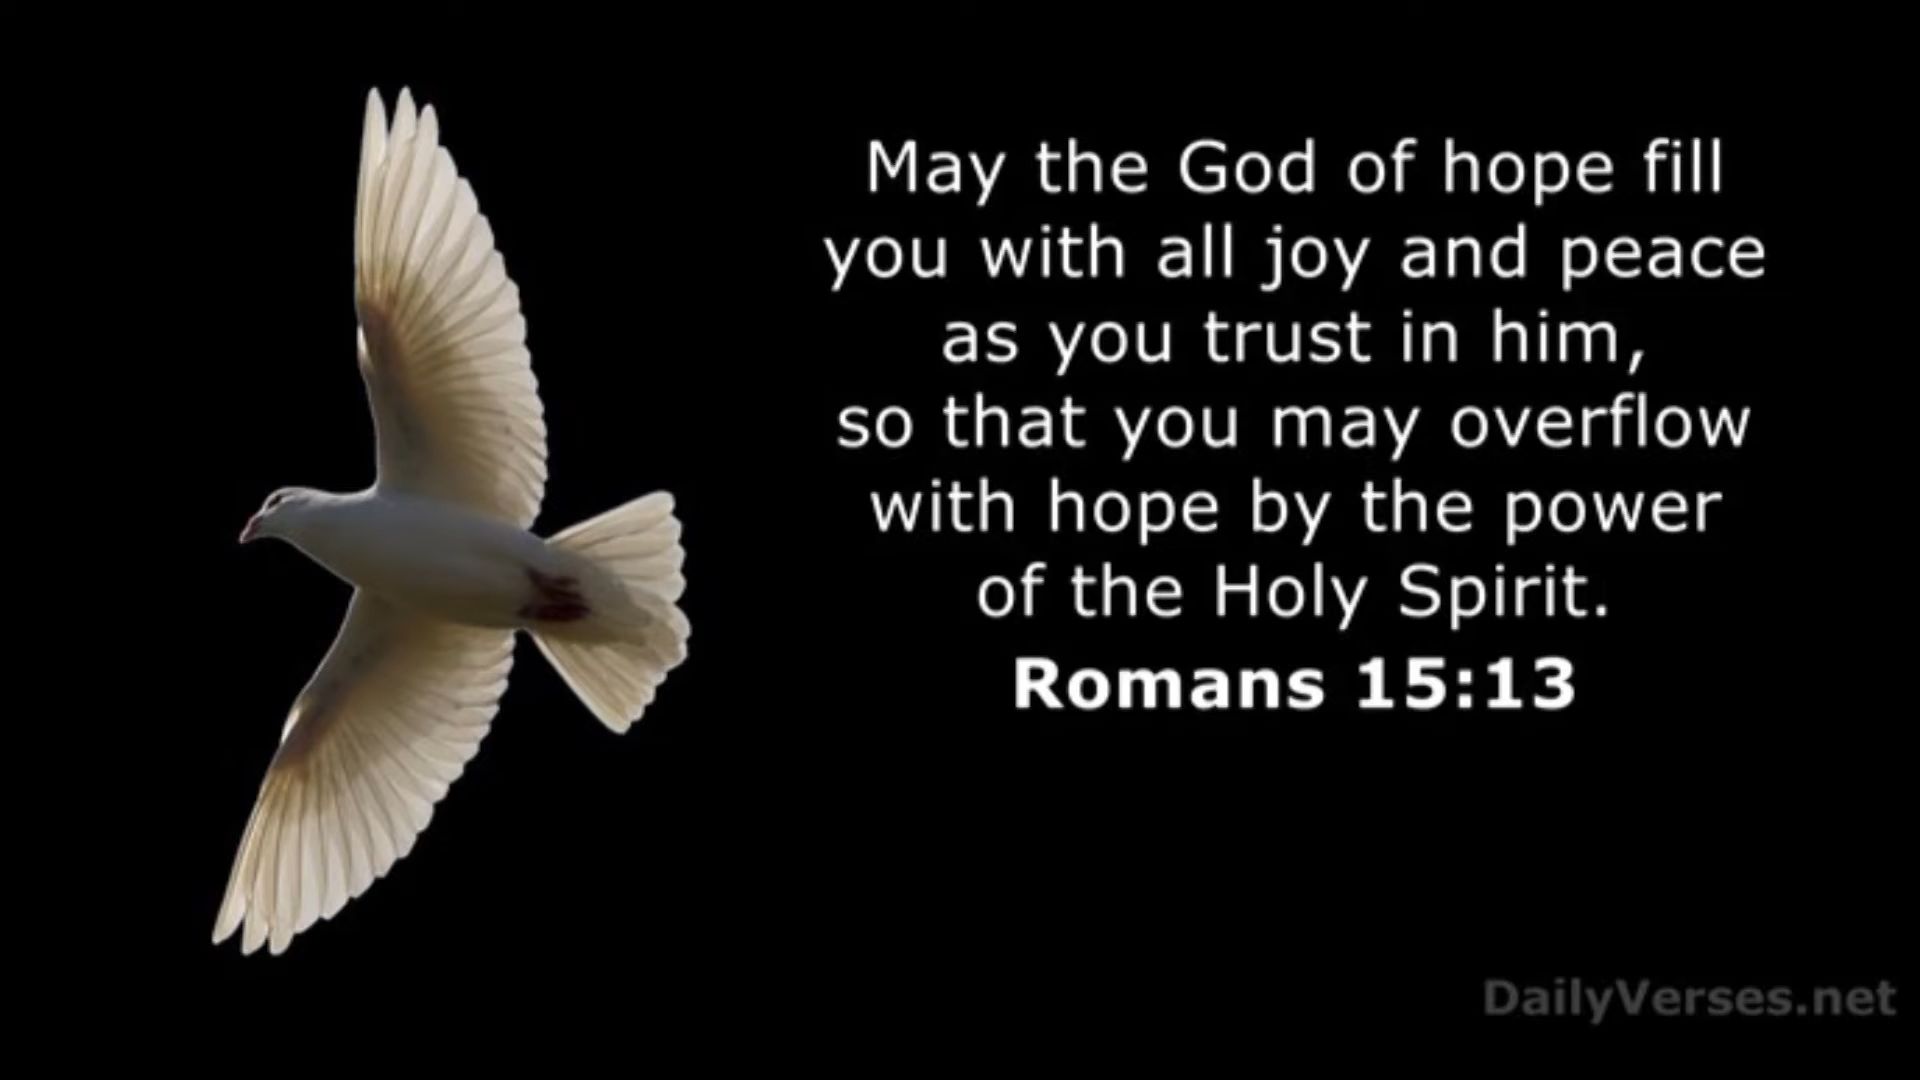 May the God of hope fill
you with all joy and peace
as you trust in him,
so that you may overflow
with hope by the power
of the Holy Spirit.
Romans 15:13
DailyVerses.net